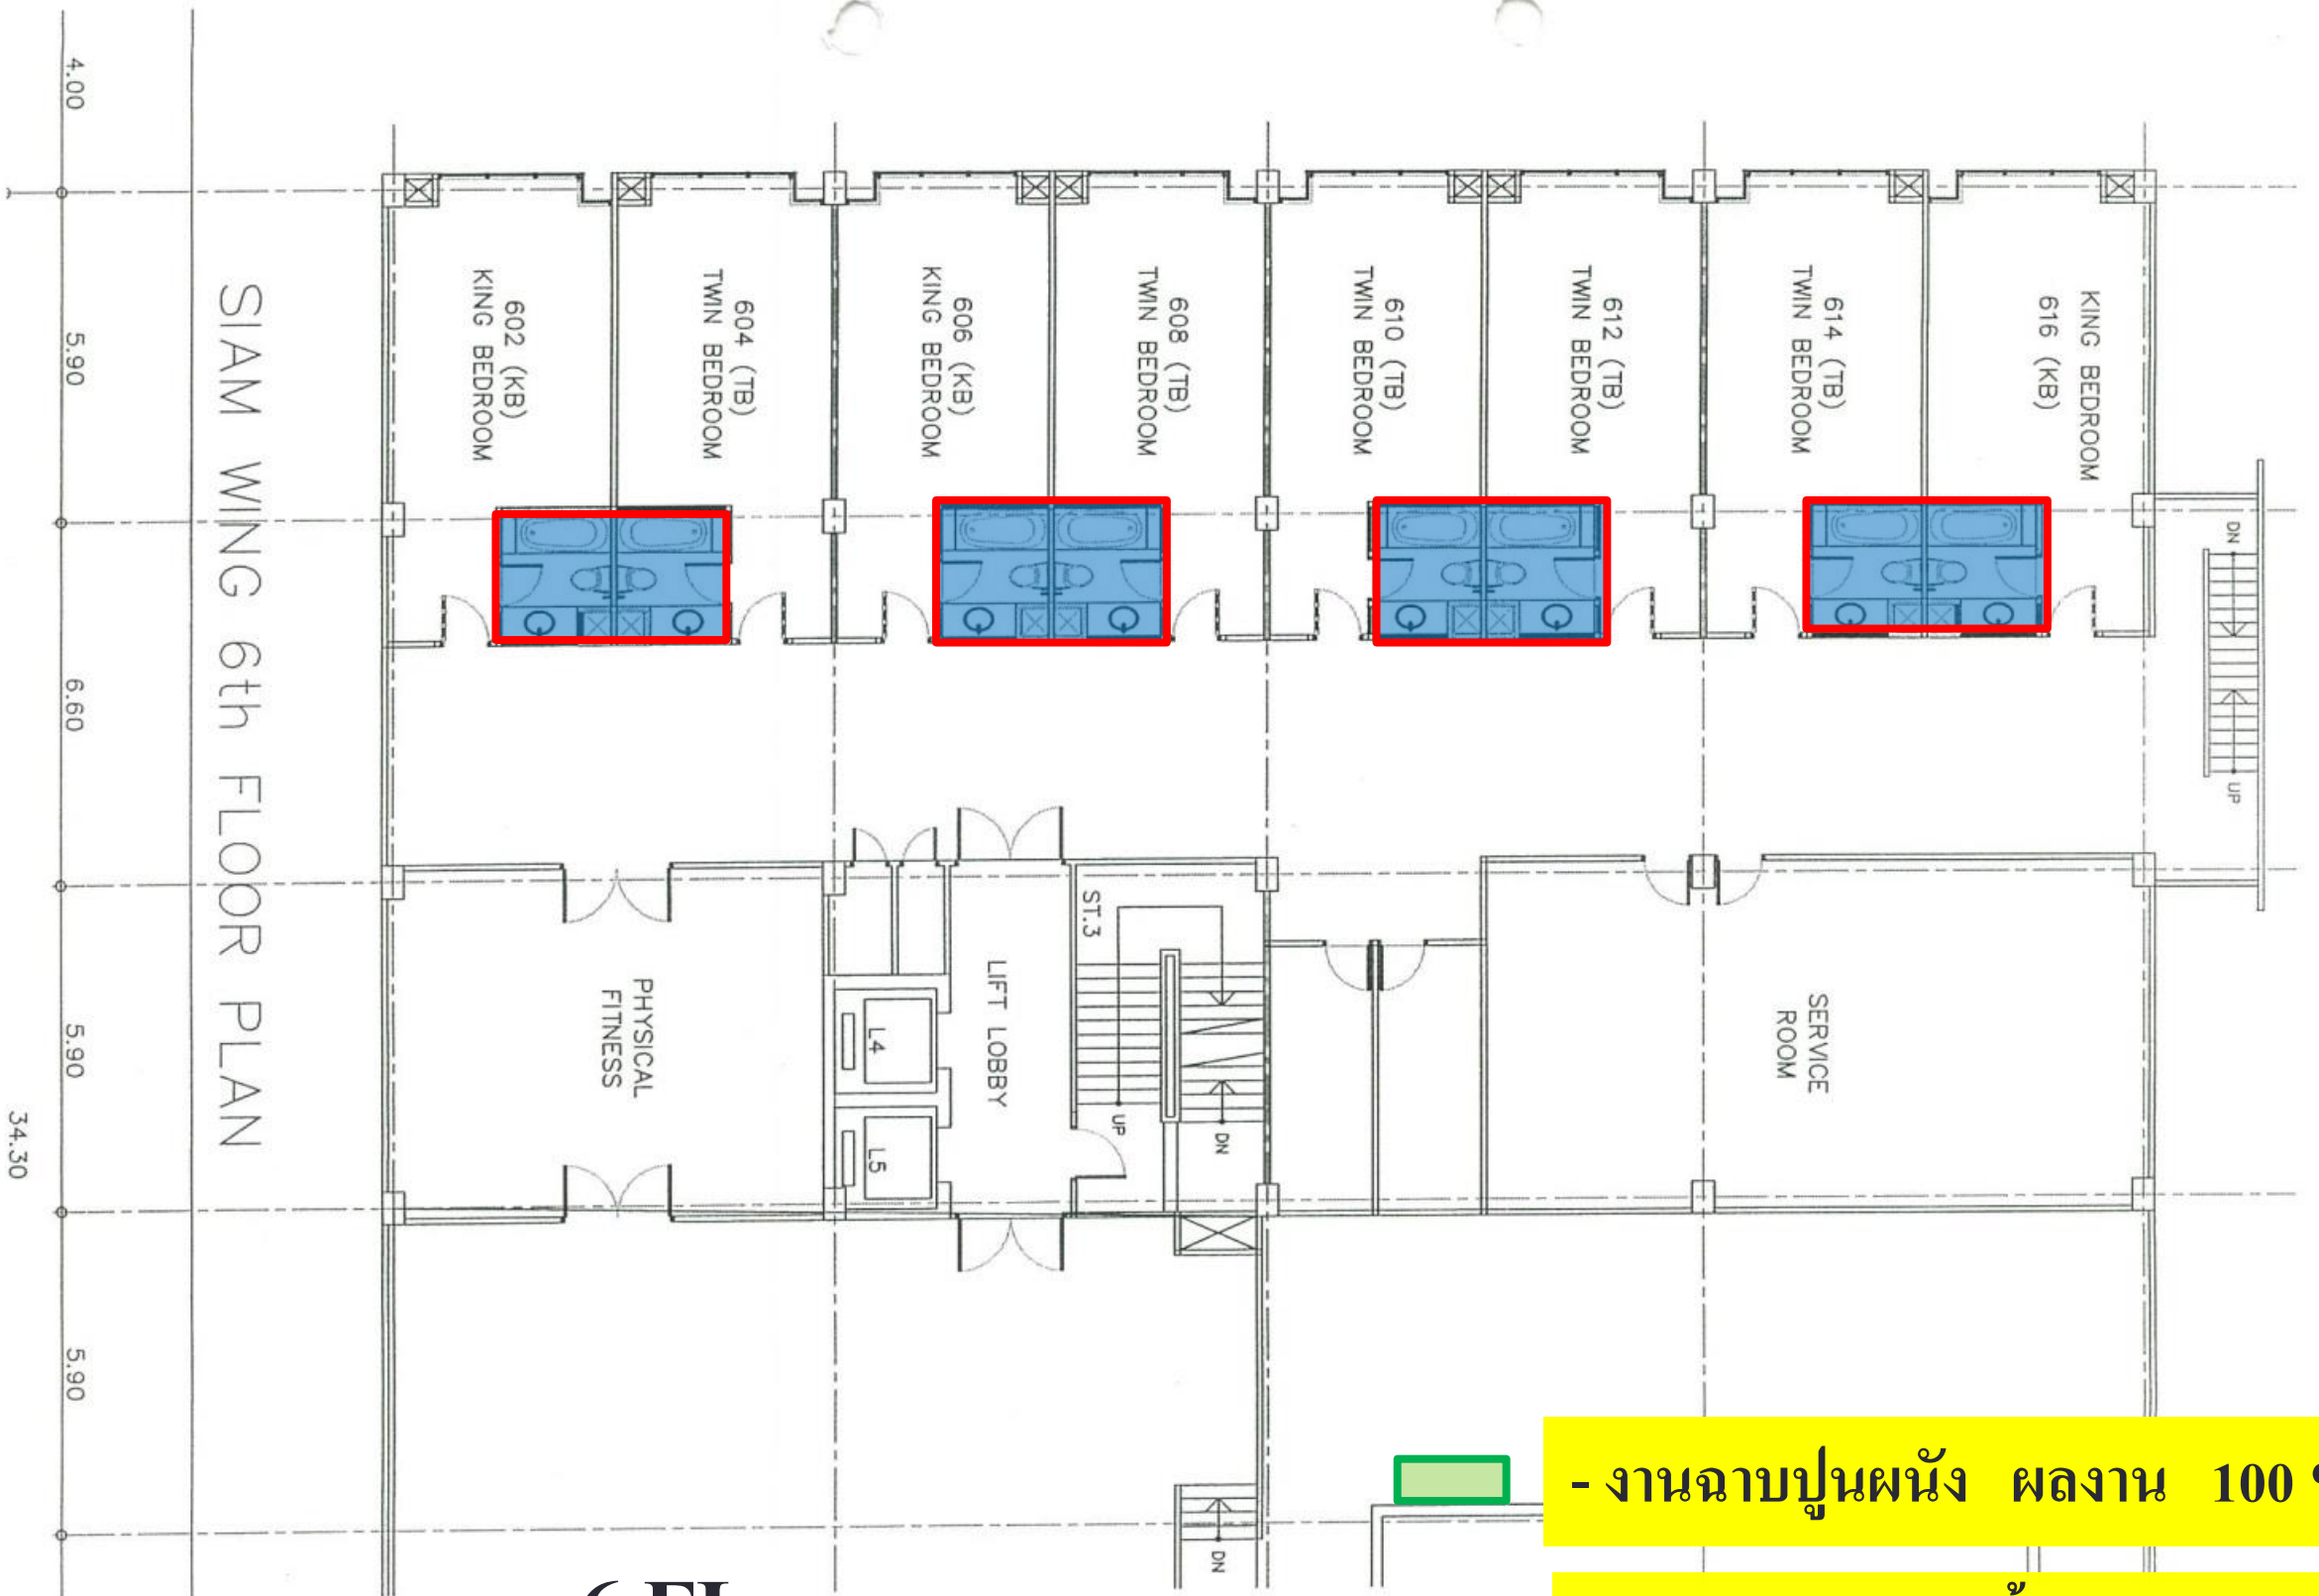 4.00
5.90
6.60
5.90
5.90
34.30
SIAM WING 6th FLOOR PLAN
602 (KB)
KING BEDROOM
604 (TB)
TWIN BEDROOM
606 (KB)
KING BEDROOM
608 (TB)
TWIN BEDROOM
610 (TB)
TWIN BEDROOM
612 (TB)
TWIN BEDROOM
614 (TB)
TWIN BEDROOM
KING BEDROOM
616 (KB)
DN
UP
PHYSICAL
FITNESS
L4
L5
LIFT LOBBY
ST.3
UP
DN
SERVICE
ROOM
DN
- งานฉาบปูนผนัง ผลงาน 100